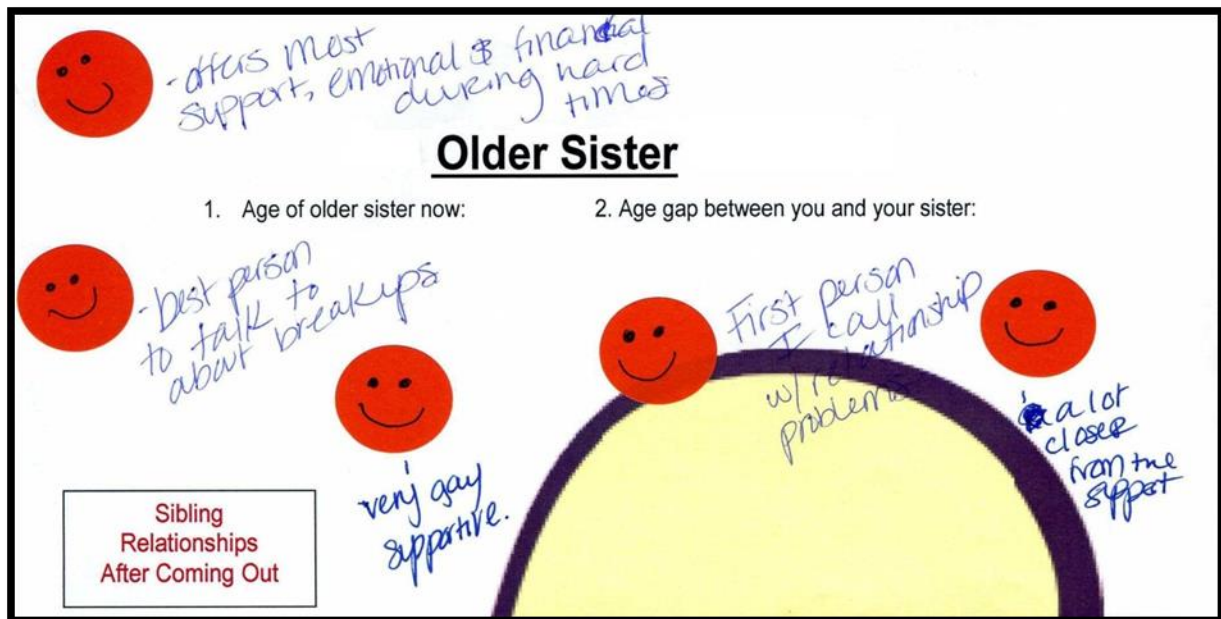 -offers most
support, emotional & financial
during hard
times
Older Sister
1. Age of older sister now:
2. Age gap between you and your sister:
-best person
to talk to
about breakups
First person
I call
w/ relationship
problems
very gay
supportive.
a lot
closer
from the
support
Sibling
Relationships
After Coming Out